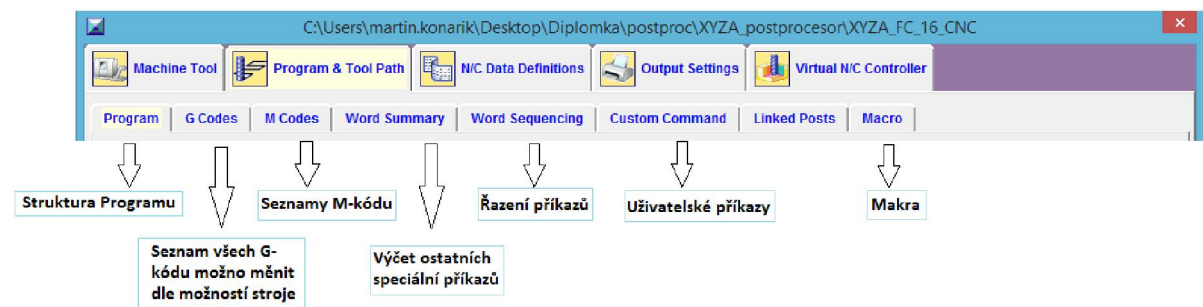 C:\Users\martin.konarik\Desktop\Diplomka\postproc\XYZA_postprocesor\XYZA_FC_16_CNC
Machine Tool
Program & Tool Path
N/C Data Definitions
Output Settings
Virtual N/C Controller
Program
G Codes
M Codes
Word Summary
Word Sequencing
Custom Command
Linked Posts
Macro
Struktura Programu
Seznamy M-kódu
Řazení příkazů
Uživatelské příkazy
Makra
Seznam všech G-
kódu možno měnit
dle možností stroje
Výčet ostatních
speciální příkazů